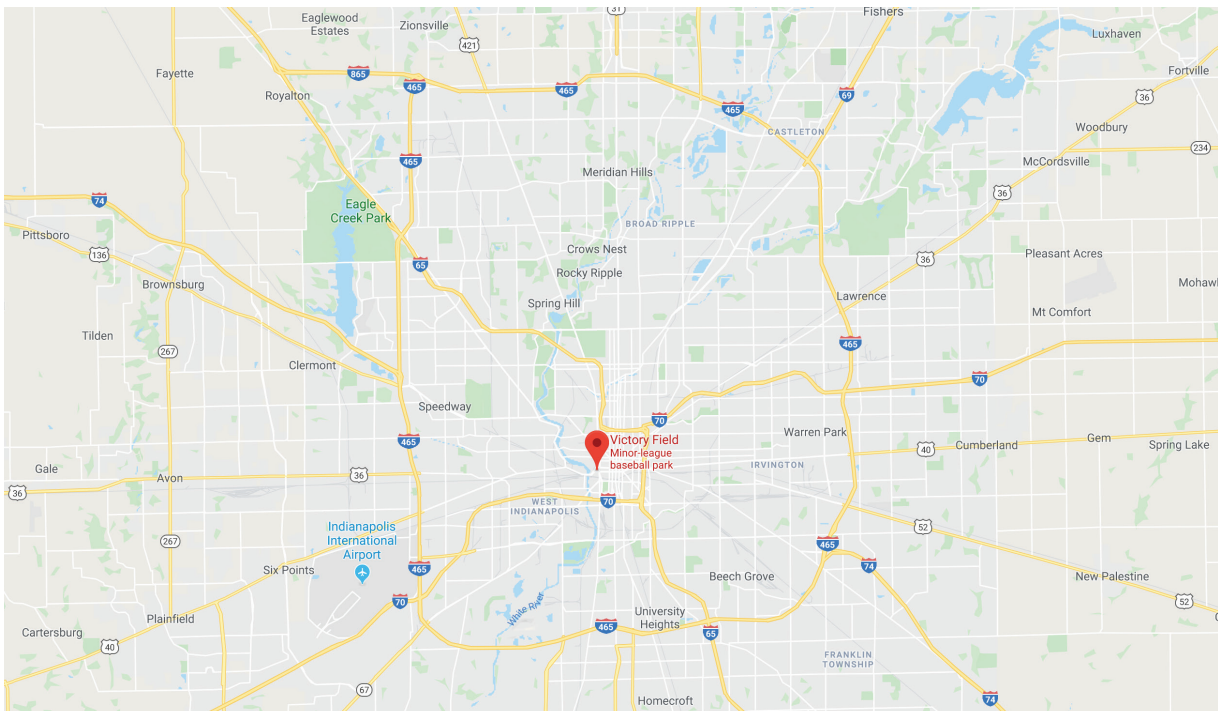 31
Fishers
Eaglewood
Estates
Zionsville
421
Luxhaven
Fayette
865
465
465
Fortville
69
36
Royalton
465
Woodbury
CASTLETON
234
465
McCordsville
Meridian Hills
36
74
Eagle
Creek Park
BROAD RIPPLE
Pittsboro
136
Crows Nest
Pleasant Acres
65
36
Rocky Ripple
Brownsburg
Mohawk
Lawrence
Spring Hill
Mt Comfort
Tilden
465
267
Clermont
70
Speedway
70
Warren Park
465
Victory Field
Minor-league
baseball park
Gem
Cumberland
40
Spring Lake
Gale
IRVINGTON
Avon
36
36
WEST
INDIANAPOLIS
70
Indianapolis
International
Airport
52
267
465
Six Points
465
74
Beech Grove
New Palestine
70
White River
52
University
Heights
Plainfield
465
65
Cartersburg
40
FRANKLIN
TOWNSHIP
67
Homecroft
74